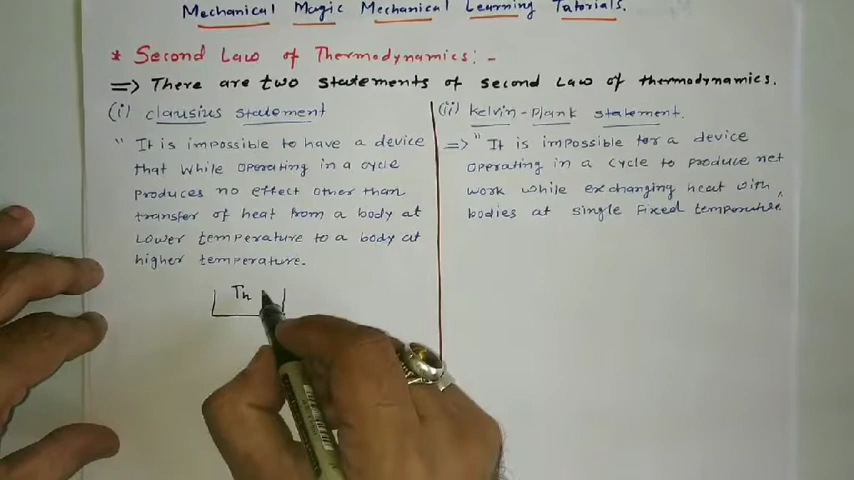 Mechanical Magic Mechanical Learning Tutorials.
* Second Law of Thermodynamics: -
=> There are two statements of second Law of thermodynamics.
(i) clausius statement
" It is impossible to have a device
that while operating in a cycle
produces no effect other than
transfer of heat from a body at
Lower temperature to a body at
higher temperature.
Th
(ii) Kelvin-plank statement.
=> "It is impossible for a device
operating in a cycle to produce net
work while exchanging heat with
bodies at single fixed temperature.